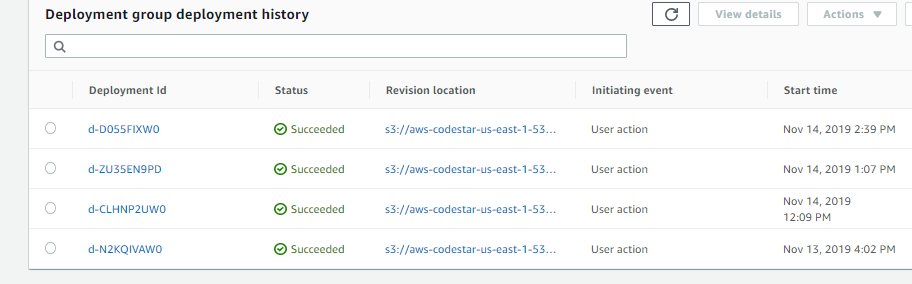 Deployment group deployment history
View details
Actions
Deployment Id Status Revision location Initiating event Start time
d-D055FIXW0 Succeeded s3://aws-codestar-us-east-1-53... User action Nov 14, 2019 2:39 PM
d-ZU35EN9PD Succeeded s3://aws-codestar-us-east-1-53... User action Nov 14, 2019 1:07 PM
d-CLHNP2UW0 Succeeded s3://aws-codestar-us-east-1-53... User action Nov 14, 2019
12:09 PM
d-N2KQIVAW0 Succeeded s3://aws-codestar-us-east-1-53... User action Nov 13, 2019 4:02 PM